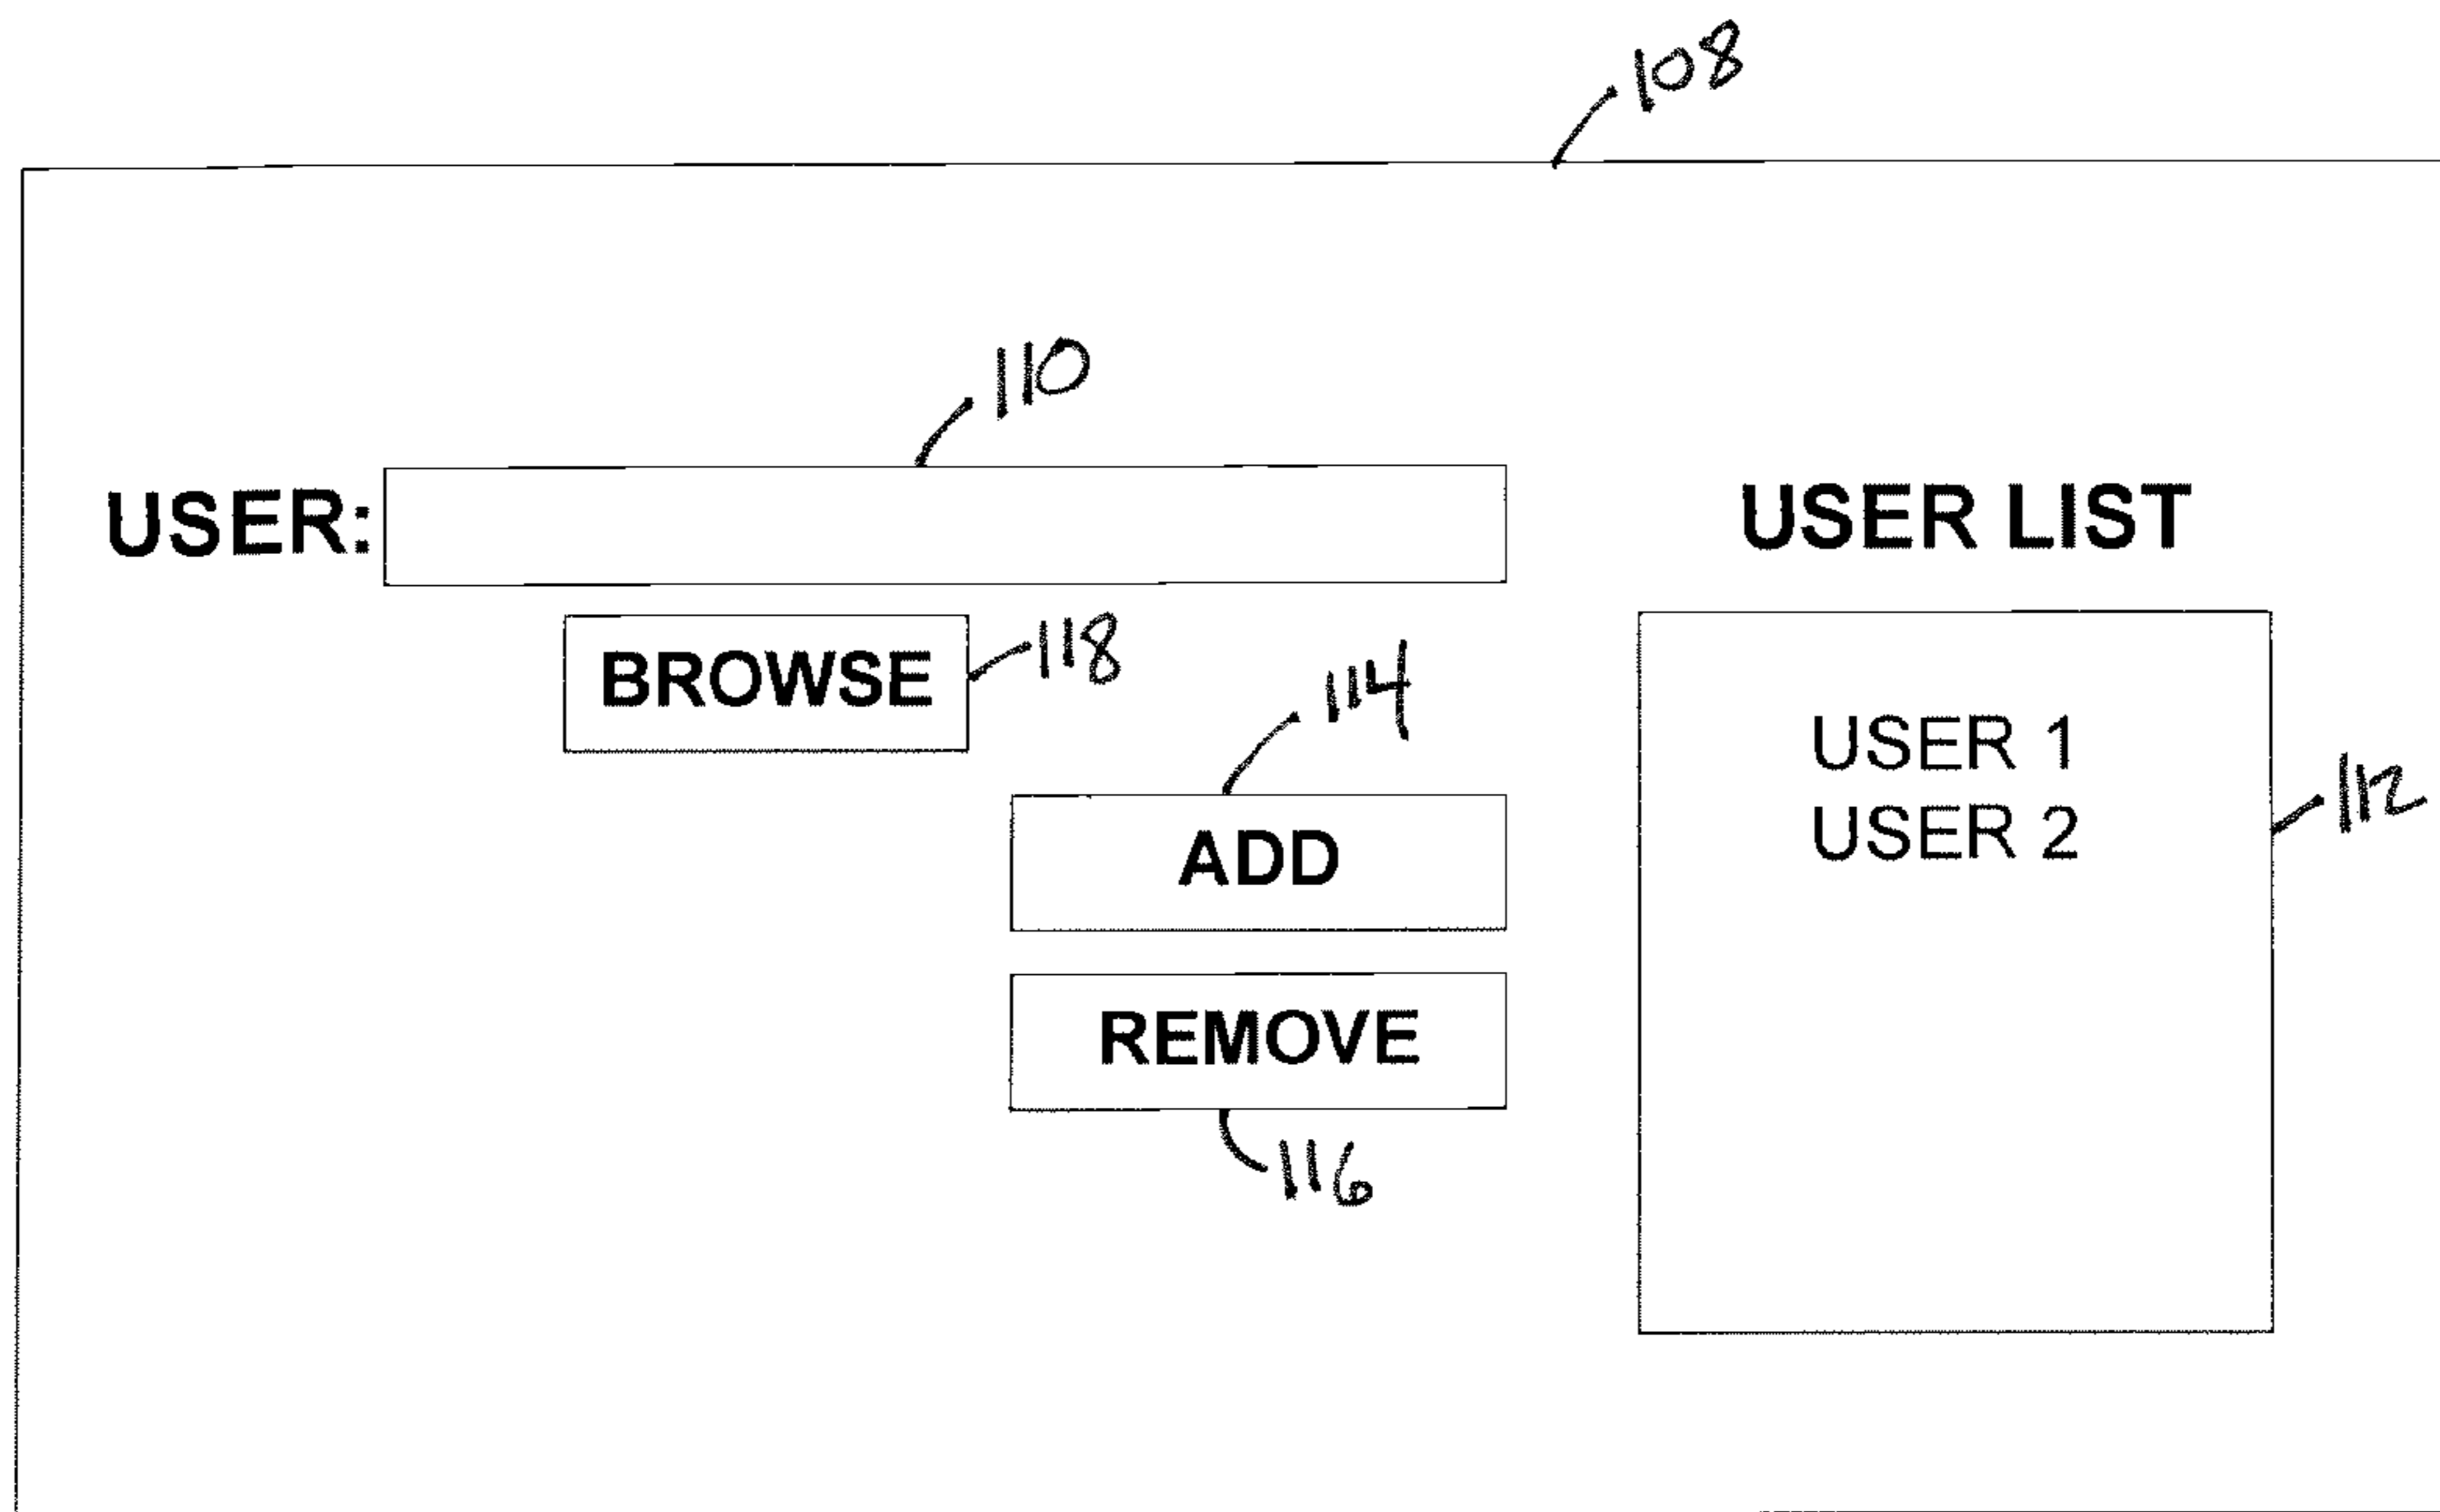 108
110
USER:
USER LIST
BROWSE
118
114
USER 1
USER 2
112
ADD
REMOVE
116